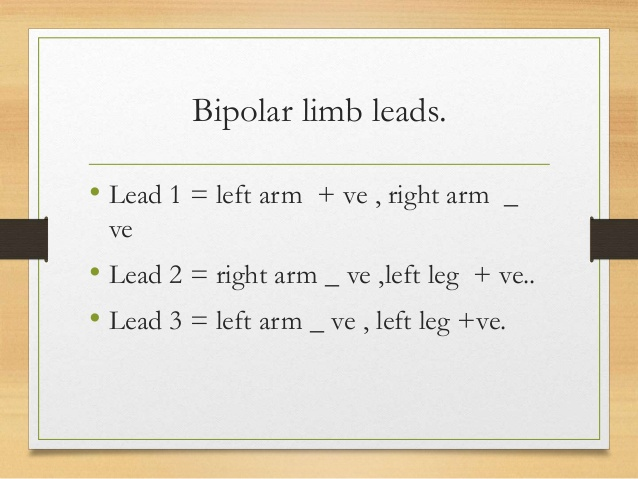 Bipolar limb leads.
• Lead 1 = left arm + ve , right arm _
ve
• Lead 2 = right arm _ ve ,left leg + ve..
• Lead 3 = left arm _ ve , left leg +ve.